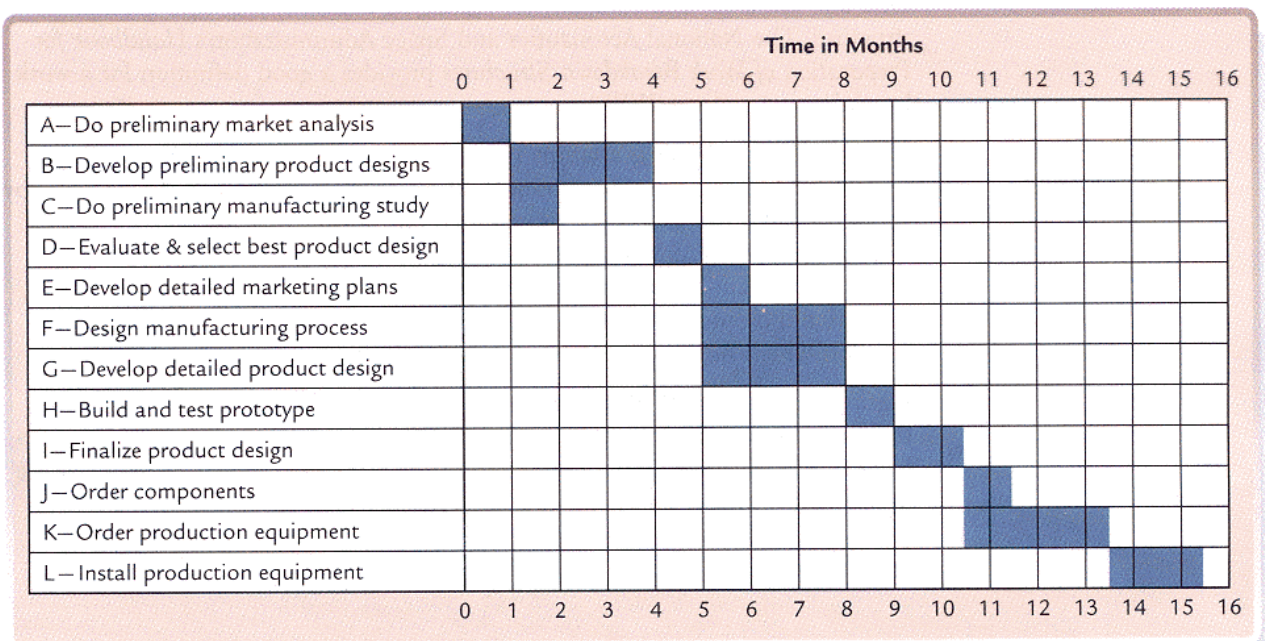 Time in Months
0 1 2 3 4 5 6 7 8 9 10 11 12 13 14 15 16
A—Do preliminary market analysis
B—Develop preliminary product designs
C—Do preliminary manufacturing study
D—Evaluate & select best product design
E—Develop detailed marketing plans
F—Design manufacturing process
G—Develop detailed product design
H—Build and test prototype
I—Finalize product design
J—Order components
K—Order production equipment
L—Install production equipment
0 1 2 3 4 5 6 7 8 9 10 11 12 13 14 15 16